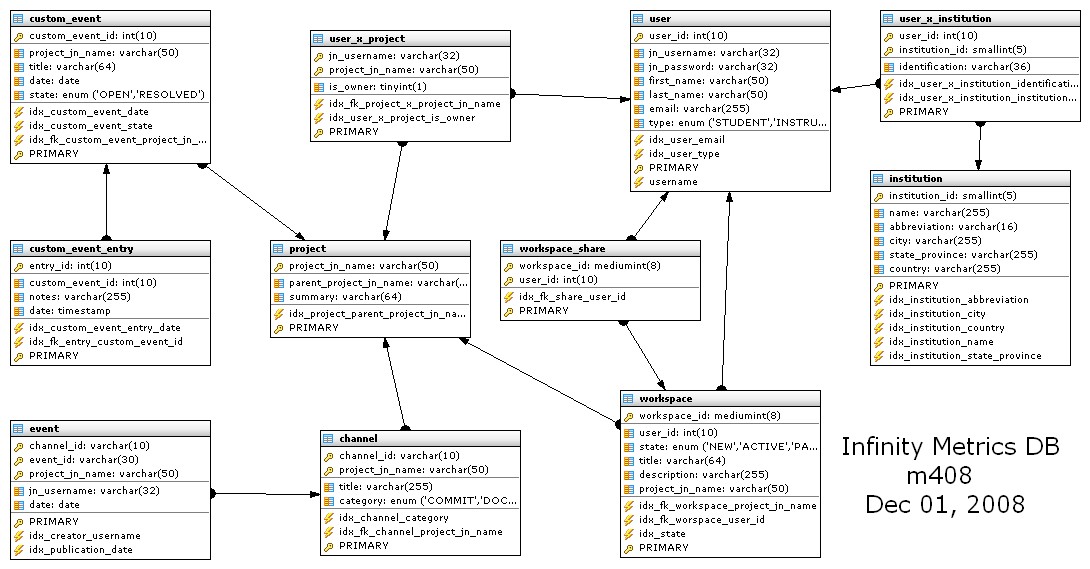 custom_event
custom_event_id: int(10)
project_jn_name: varchar(50)
title: varchar(64)
date: date
state: enum ('OPEN','RESOLVED')
idx_custom_event_date
idx_custom_event_state
idx_fk_custom_event_project_jn_...
PRIMARY
user_x_project
jn_username: varchar(32)
project_jn_name: varchar(50)
is_owner: tinyint(1)
idx_fk_project_x_project_jn_name
idx_user_x_project_is_owner
PRIMARY
user
user_id: int(10)
jn_username: varchar(32)
jn_password: varchar(32)
first_name: varchar(50)
last_name: varchar(50)
email: varchar(255)
type: enum ('STUDENT','INSTRU...
idx_user_email
idx_user_type
PRIMARY
username
user_x_institution
user_id: int(10)
institution_id: smallint(5)
identification: varchar(36)
idx_user_x_institution_identificati...
idx_user_x_institution_institution...
PRIMARY
institution
institution_id: smallint(5)
name: varchar(255)
abbreviation: varchar(16)
city: varchar(255)
state_province: varchar(255)
country: varchar(255)
PRIMARY
idx_institution_abbreviation
idx_institution_city
idx_institution_country
idx_institution_name
idx_institution_state_province
custom_event_entry
entry_id: int(10)
custom_event_id: int(10)
notes: varchar(255)
date: timestamp
idx_custom_event_entry_date
idx_fk_entry_custom_event_id
PRIMARY
project
project_jn_name: varchar(50)
parent_project_jn_name: varchar(...
summary: varchar(64)
idx_project_parent_project_jn_na...
PRIMARY
workspace_share
workspace_id: mediumint(8)
user_id: int(10)
idx_fk_share_user_id
PRIMARY
event
channel_id: varchar(10)
event_id: varchar(30)
project_jn_name: varchar(50)
jn_username: varchar(32)
date: date
PRIMARY
idx_creator_username
idx_publication_date
channel
channel_id: varchar(10)
project_jn_name: varchar(50)
title: varchar(255)
category: enum ('COMMIT','DOC...
idx_channel_category
idx_fk_channel_project_jn_name
PRIMARY
workspace
workspace_id: mediumint(8)
user_id: int(10)
state: enum ('NEW','ACTIVE','PA...
title: varchar(64)
description: varchar(255)
project_jn_name: varchar(50)
idx_fk_workspace_project_jn_name
idx_fk_worspace_user_id
idx_state
PRIMARY
Infinity Metrics DB
m408
Dec 01, 2008